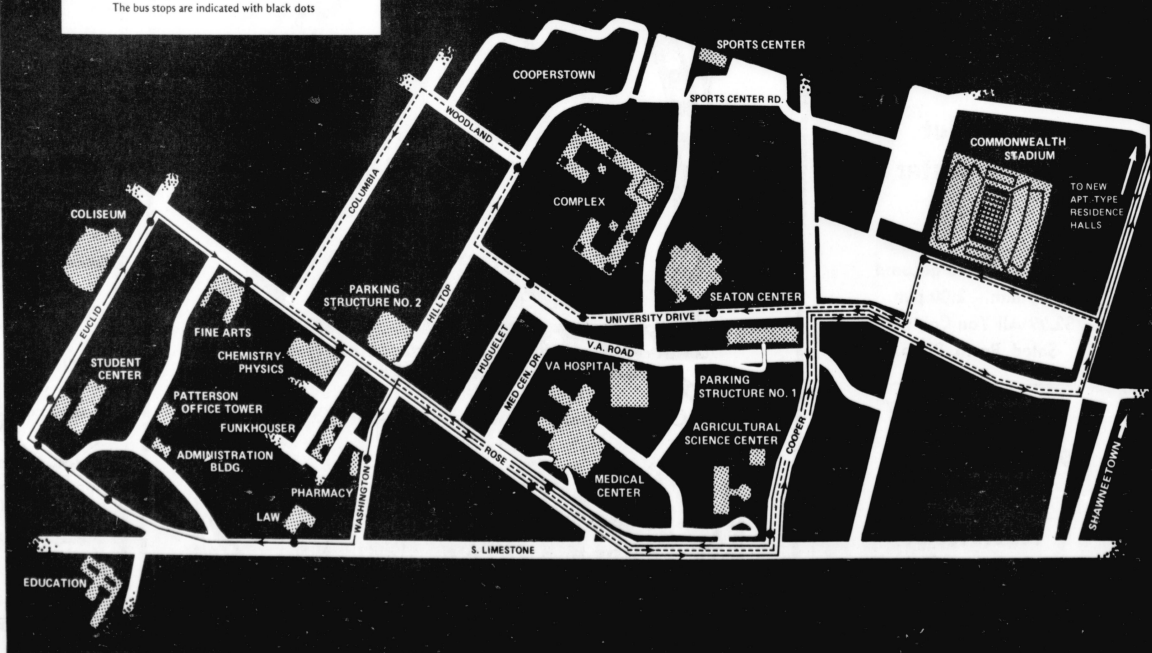 The bus stops are indicated with black dots
SPORTS CENTER
COOPERSTOWN
SPORTS CENTER RD.
WOODLAND
COMMONWEALTH
STADIUM
COLUMBIA
COMPLEX
TO NEW
APT.-TYPE
RESIDENCE
HALLS
COLISEUM
PARKING
STRUCTURE NO. 2
HILLTOP
SEATON CENTER
UNIVERSITY DRIVE
EUCLID
FINE ARTS
CHEMISTRY-
PHYSICS
HUGUELET
MED CEN. DR.
V.A. ROAD
VA HOSPITAL
STUDENT
CENTER
PATTERSON
OFFICE TOWER
FUNKHOUSER
ADMINISTRATION
BLDG.
PARKING
STRUCTURE NO. 1
AGRICULTURAL
SCIENCE CENTER
COOPER
ROSE
MEDICAL
CENTER
PHARMACY
WASHINGTON
LAW
SHAWNEETOWN
S. LIMESTONE
EDUCATION